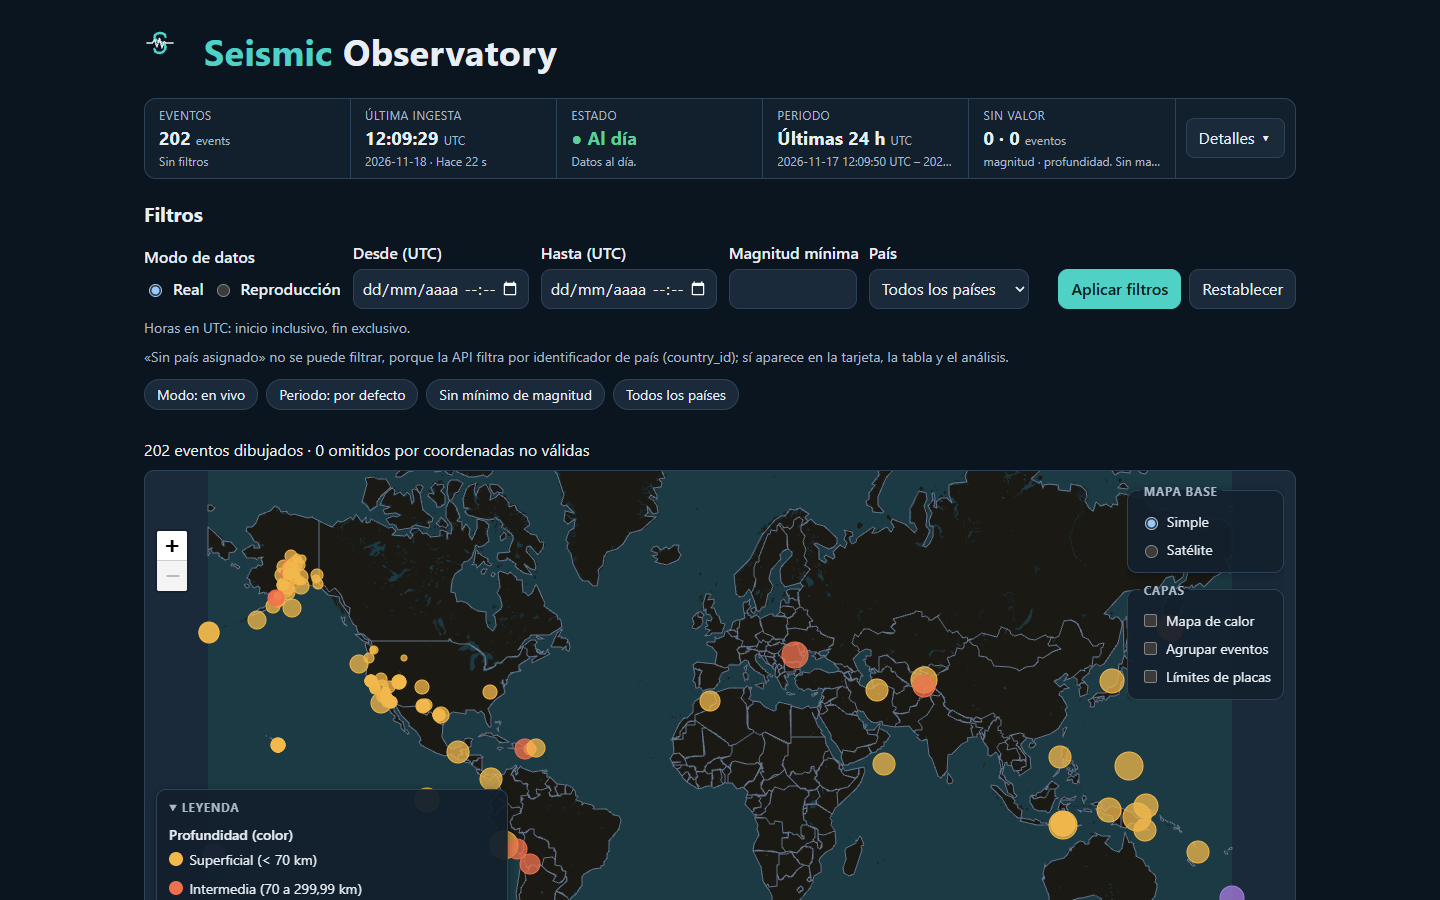 Seismic Observatory
EVENTOS
202 events
Sin filtros
ÚLTIMA INGESTA
12:09:29 UTC
2026-11-18 · Hace 22 s
ESTADO
● Al día
Datos al día.
PERIODO
Últimas 24 h UTC
2026-11-17 12:09:50 UTC – 202...
SIN VALOR
0 · 0 eventos
magnitud · profundidad. Sin ma...
Detalles ▼
Filtros
Modo de datos
Real
Reproducción
Desde (UTC)
dd/mm/aaaa --:--
Hasta (UTC)
dd/mm/aaaa --:--
Magnitud mínima
País
Todos los países
Aplicar filtros
Restablecer
Horas en UTC: inicio inclusivo, fin exclusivo.
«Sin país asignado» no se puede filtrar, porque la API filtra por identificador de país (country_id); sí aparece en la tarjeta, la tabla y el análisis.
Modo: en vivo
Periodo: por defecto
Sin mínimo de magnitud
Todos los países
202 eventos dibujados · 0 omitidos por coordenadas no válidas
+
−
MAPA BASE
Simple
Satélite
CAPAS
Mapa de calor
Agrupar eventos
Límites de placas
▼ LEYENDA
Profundidad (color)
Superficial (< 70 km)
Intermedia (70 a 299,99 km)